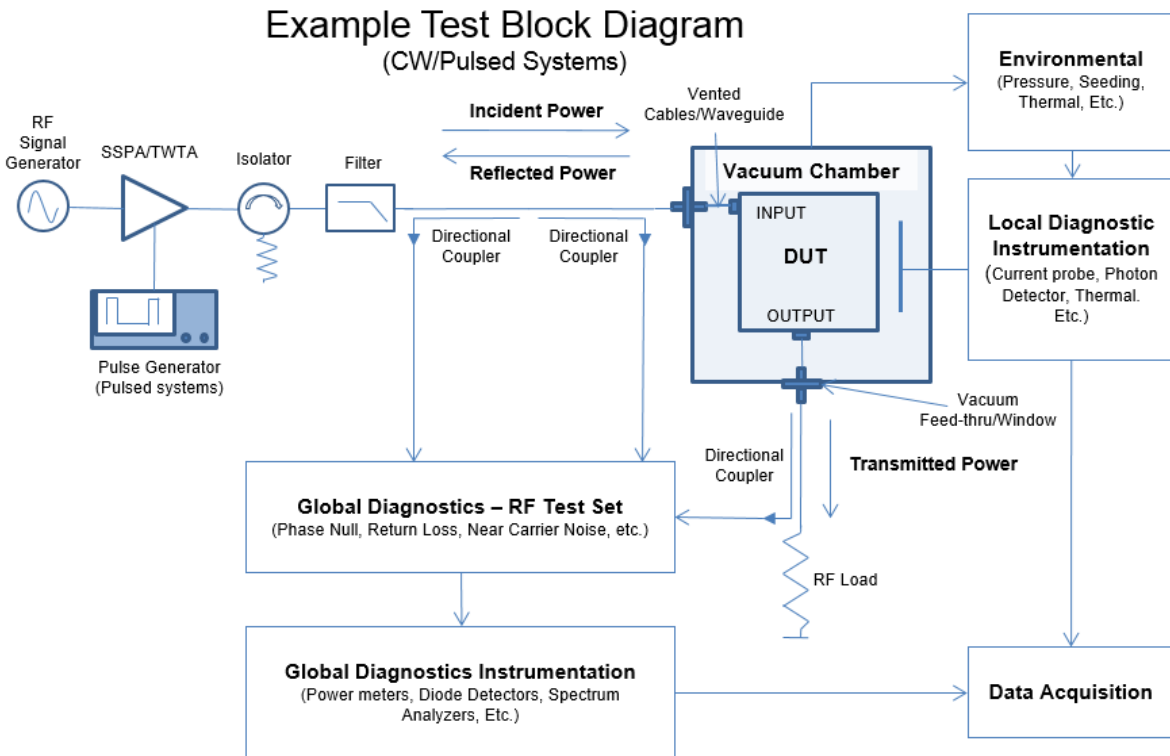 Example Test Block Diagram
(CW/Pulsed Systems)
RF
Signal
Generator
SSPA/TWTA
Isolator
Filter
Incident Power
Reflected Power
Vented
Cables/Waveguide
Environmental
(Pressure, Seeding,
Thermal, Etc.)
Vacuum Chamber
INPUT
DUT
OUTPUT
Local Diagnostic
Instrumentation
(Current probe, Photon
Detector, Thermal.
Etc.)
Directional
Coupler
Directional
Coupler
Pulse Generator
(Pulsed systems)
Vacuum
Feed-thru/Window
Directional
Coupler
Transmitted Power
Global Diagnostics – RF Test Set
(Phase Null, Return Loss, Near Carrier Noise, etc.)
RF Load
Global Diagnostics Instrumentation
(Power meters, Diode Detectors, Spectrum
Analyzers, Etc.)
Data Acquisition